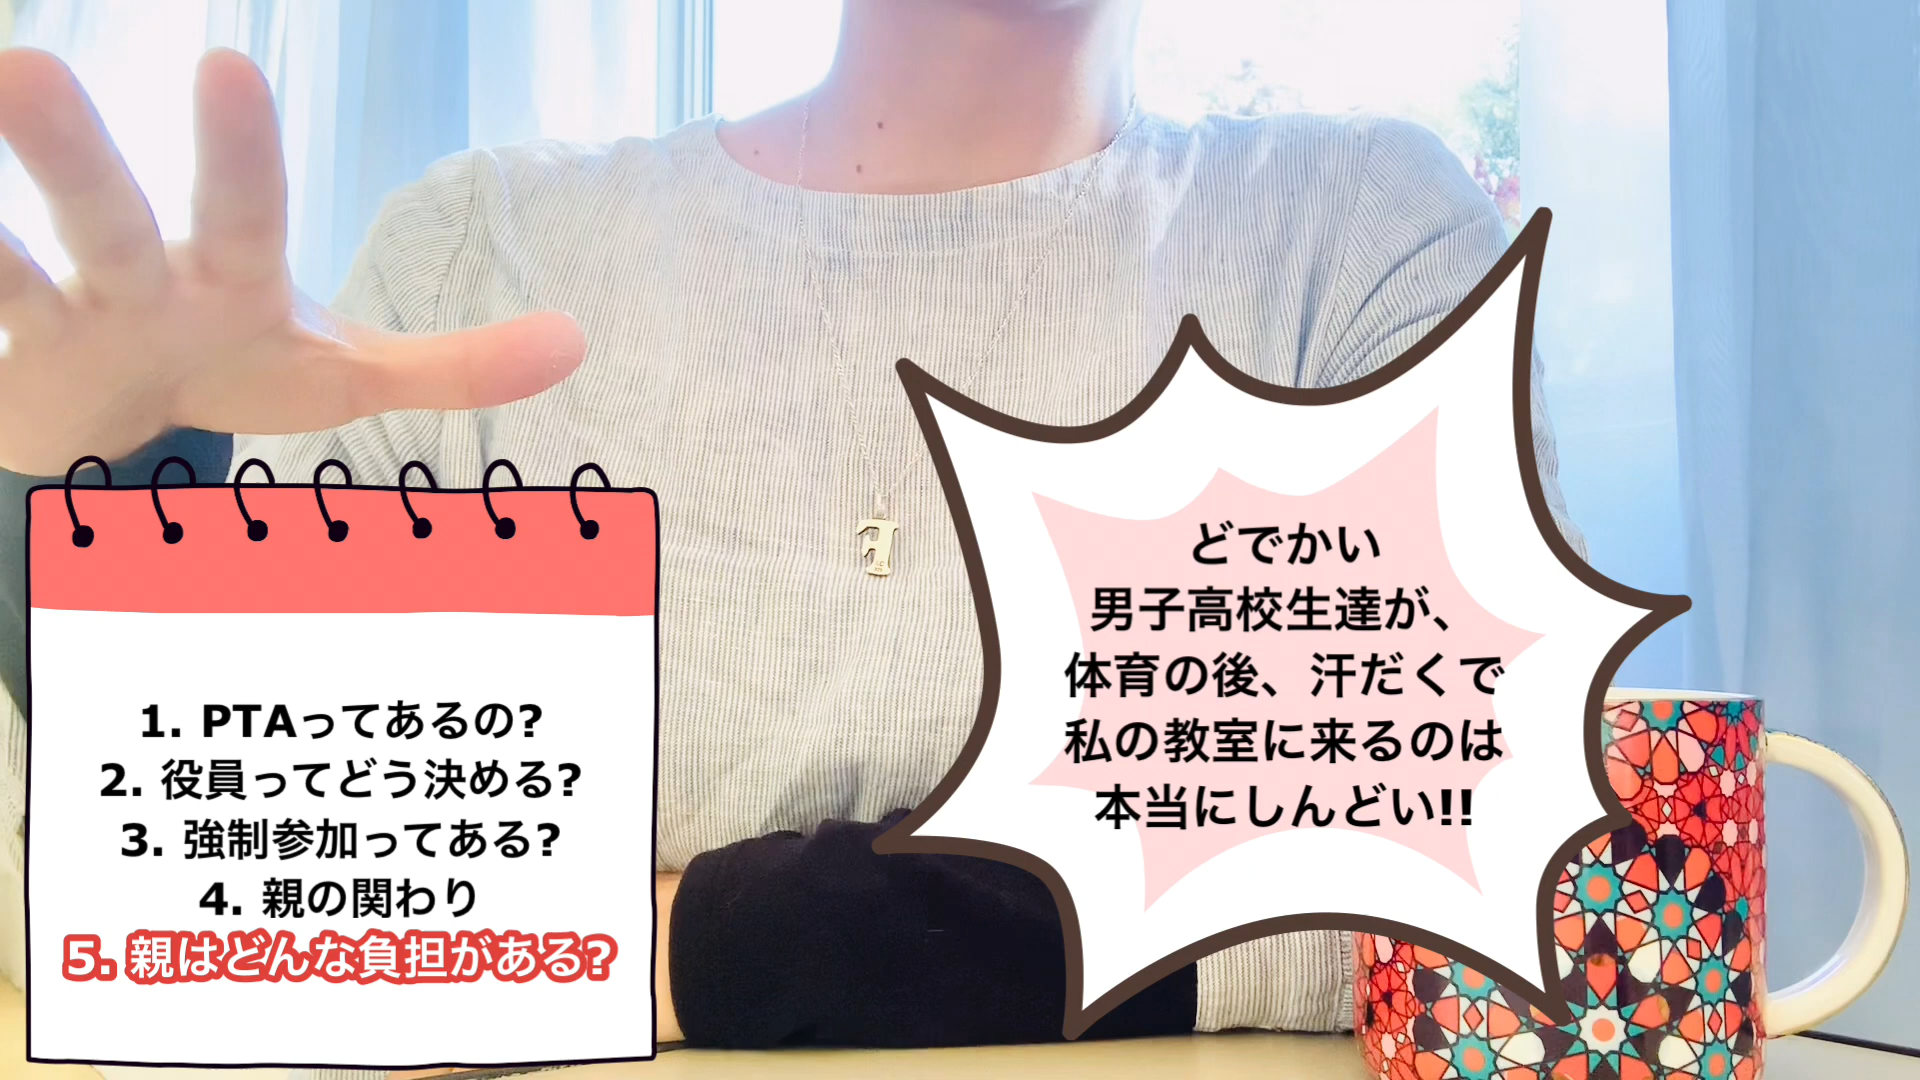 1. PTAってあるの?
2. 役員ってどう決める?
3. 強制参加ってある?
4. 親の関わり
5. 親はどんな負担がある?
どでかい
男子高校生達が、
体育の後、汗だくで
私の教室に来るのは
本当にしんどい!!